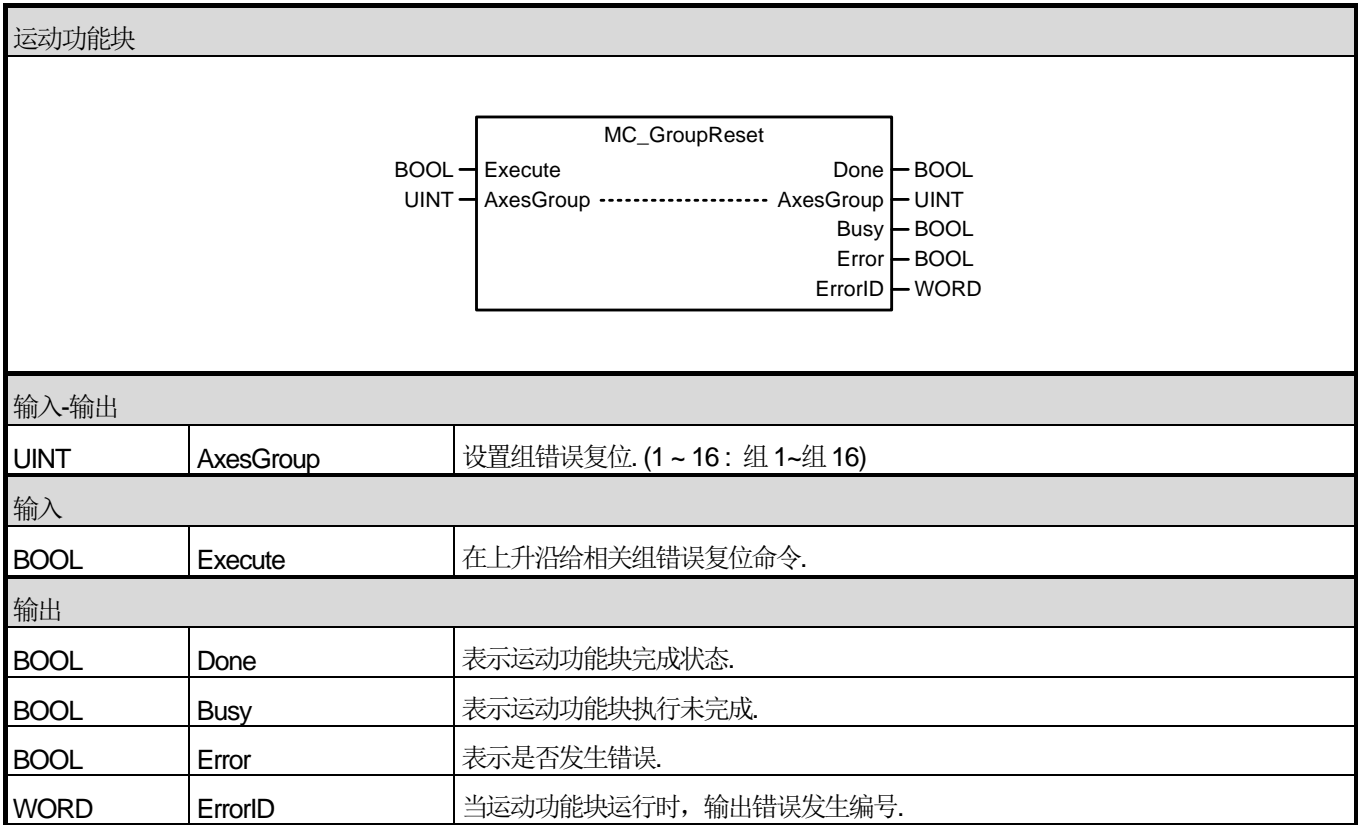 运动功能块
MC_GroupReset
BOOL Execute Done BOOL
UINT AxesGroup AxesGroup UINT
Busy BOOL
Error BOOL
ErrorID WORD
输入-输出
UINT AxesGroup 设置组错误复位. (1 ~ 16 : 组 1~组 16)
输入
BOOL Execute 在上升沿给相关组错误复位命令.
输出
BOOL Done 表示运动功能块完成状态.
BOOL Busy 表示运动功能块执行未完成.
BOOL Error 表示是否发生错误.
WORD ErrorID 当运动功能块运行时，输出错误发生编号.